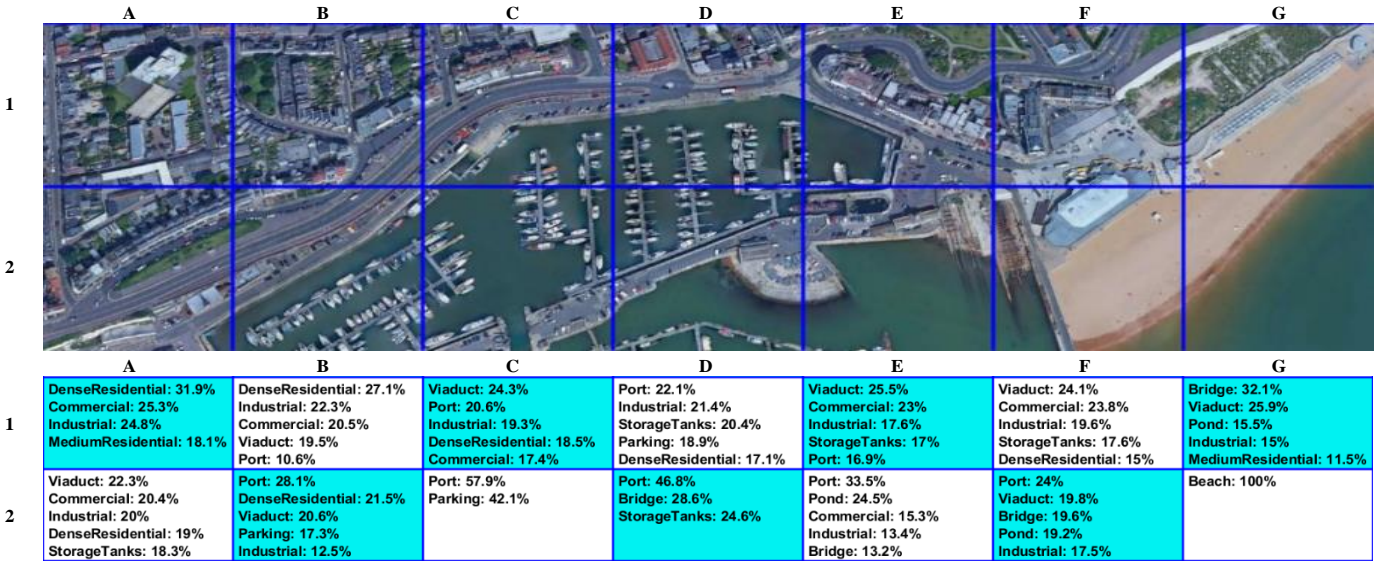 A B C D E F G
1
2
A B C D E F G
1
DenseResidential: 31.9%
Commercial: 25.3%
Industrial: 24.8%
MediumResidential: 18.1%
DenseResidential: 27.1%
Industrial: 22.3%
Commercial: 20.5%
Viaduct: 19.5%
Port: 10.6%
Viaduct: 24.3%
Port: 20.6%
Industrial: 19.3%
DenseResidential: 18.5%
Commercial: 17.4%
Port: 22.1%
Industrial: 21.4%
StorageTanks: 20.4%
Parking: 18.9%
DenseResidential: 17.1%
Viaduct: 25.5%
Commercial: 23%
Industrial: 17.6%
StorageTanks: 17%
Port: 16.9%
Viaduct: 24.1%
Commercial: 23.8%
Industrial: 19.6%
StorageTanks: 17.6%
DenseResidential: 15%
Bridge: 32.1%
Viaduct: 25.9%
Pond: 15.5%
Industrial: 15%
MediumResidential: 11.5%
2
Viaduct: 22.3%
Commercial: 20.4%
Industrial: 20%
DenseResidential: 19%
StorageTanks: 18.3%
Port: 28.1%
DenseResidential: 21.5%
Viaduct: 20.6%
Parking: 17.3%
Industrial: 12.5%
Port: 57.9%
Parking: 42.1%
Port: 46.8%
Bridge: 28.6%
StorageTanks: 24.6%
Port: 33.5%
Pond: 24.5%
Commercial: 15.3%
Industrial: 13.4%
Bridge: 13.2%
Port: 24%
Viaduct: 19.8%
Bridge: 19.6%
Pond: 19.2%
Industrial: 17.5%
Beach: 100%